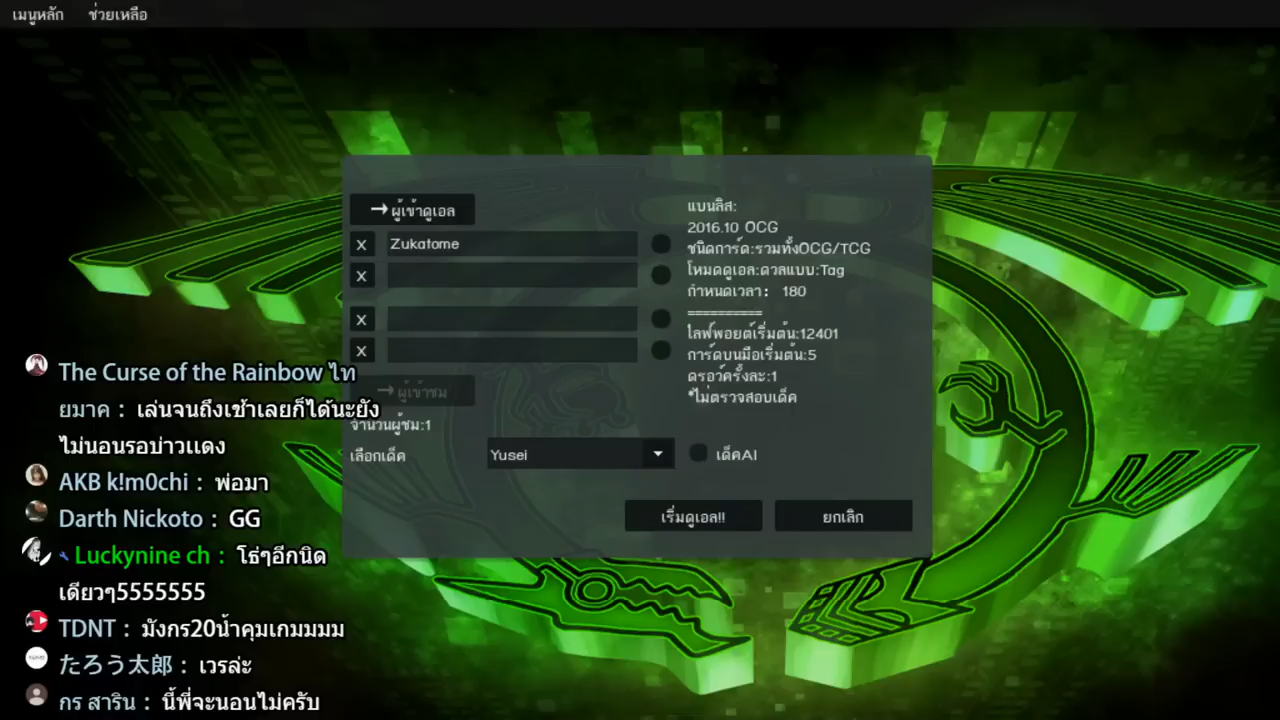 เมนูหลัก ช่วยเหลือ
→ผู้เข้าดูเอล
X Zukatome
X
X
X
→ผู้เข้าชม
จำนวนผู้ชม:1
เลือกเด็ค Yusei เด็คAI
แบนลิส:
2016.10 OCG
ชนิดการ์ด:รวมทั้งOCG/TCG
โหมดดูเอล:ดวลแบบ:Tag
กำหนดเวลา: 180
==========
ไลฟ์พอยต์เริ่มต้น:12401
การ์ดบนมือเริ่มต้น:5
ดรอว์ครั้งละ:1
*ไม่ตรวจสอบเด็ค
เริ่มดูเอล!! ยกเลิก
The Curse of the Rainbow ไท
ยมาค : เล่นจนถึงเช้าเลยก็ได้นะยัง
ไม่นอนรอบ่าวแดง
AKB k!m0chi : พ่อมา
Darth Nickoto : GG
Luckynine ch : โธ่ๆอีกนิด
เดียวๆ5555555
TDNT : มังกร20น้ำคุมเกมมมม
たろう太郎 : เวรล่ะ
กร สาริน : นี้พี่จะนอนไม่ครับ